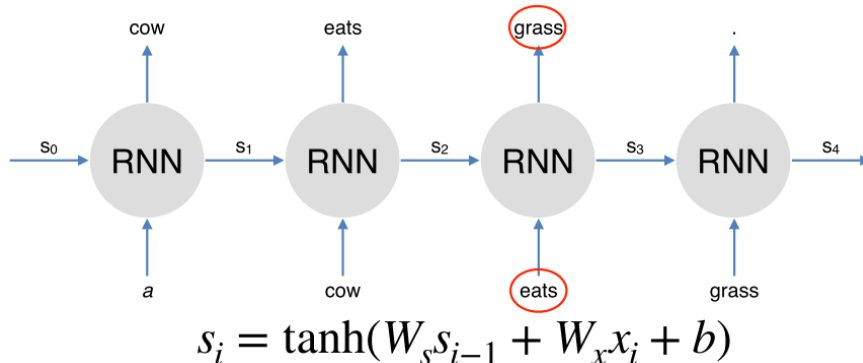 cow eats grass .
s₀ RNN s₁ RNN s₂ RNN s₃ RNN s₄
a cow eats grass
sᵢ = tanh(Wₛsᵢ₋₁ + Wₓxᵢ + b)